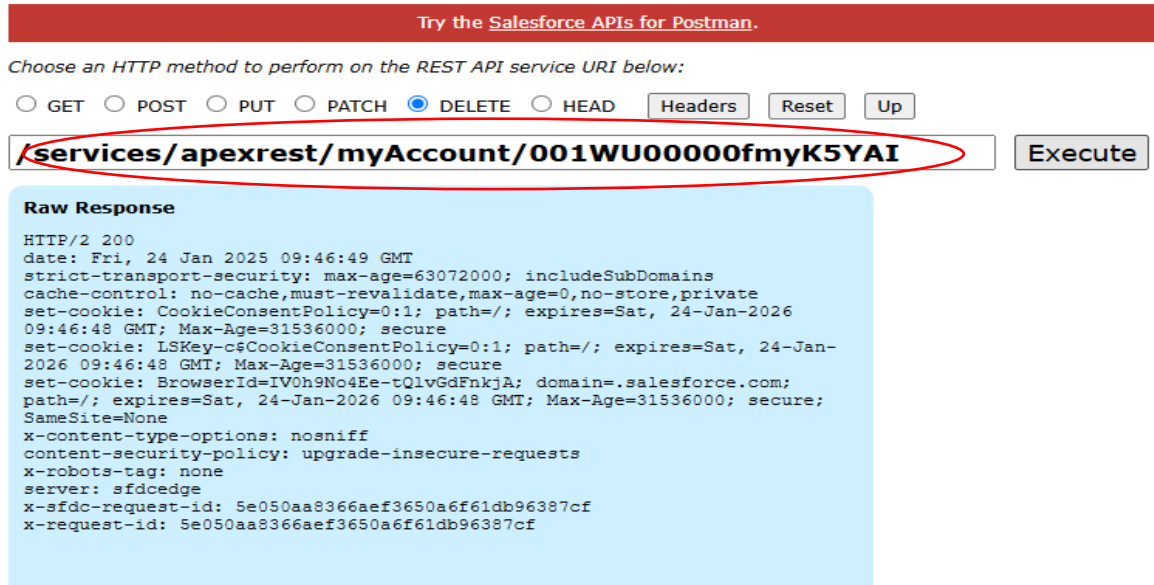 Try the Salesforce APIs for Postman.
Choose an HTTP method to perform on the REST API service URI below:
GET POST PUT PATCH DELETE HEAD Headers Reset Up
/services/apexrest/myAccount/001WU00000fmyK5YAI Execute
Raw Response
HTTP/2 200
date: Fri, 24 Jan 2025 09:46:49 GMT
strict-transport-security: max-age=63072000; includeSubDomains
cache-control: no-cache,must-revalidate,max-age=0,no-store,private
set-cookie: CookieConsentPolicy=0:1; path=/; expires=Sat, 24-Jan-2026
09:46:48 GMT; Max-Age=31536000; secure
set-cookie: LSKey-c$CookieConsentPolicy=0:1; path=/; expires=Sat, 24-Jan-
2026 09:46:48 GMT; Max-Age=31536000; secure
set-cookie: BrowserId=IV0h9No4Ee-tQlvGdFnkjA; domain=.salesforce.com;
path=/; expires=Sat, 24-Jan-2026 09:46:48 GMT; Max-Age=31536000; secure;
SameSite=None
x-content-type-options: nosniff
content-security-policy: upgrade-insecure-requests
x-robots-tag: none
server: sfdcedge
x-sfdc-request-id: 5e050aa8366aef3650a6f61db96387cf
x-request-id: 5e050aa8366aef3650a6f61db96387cf